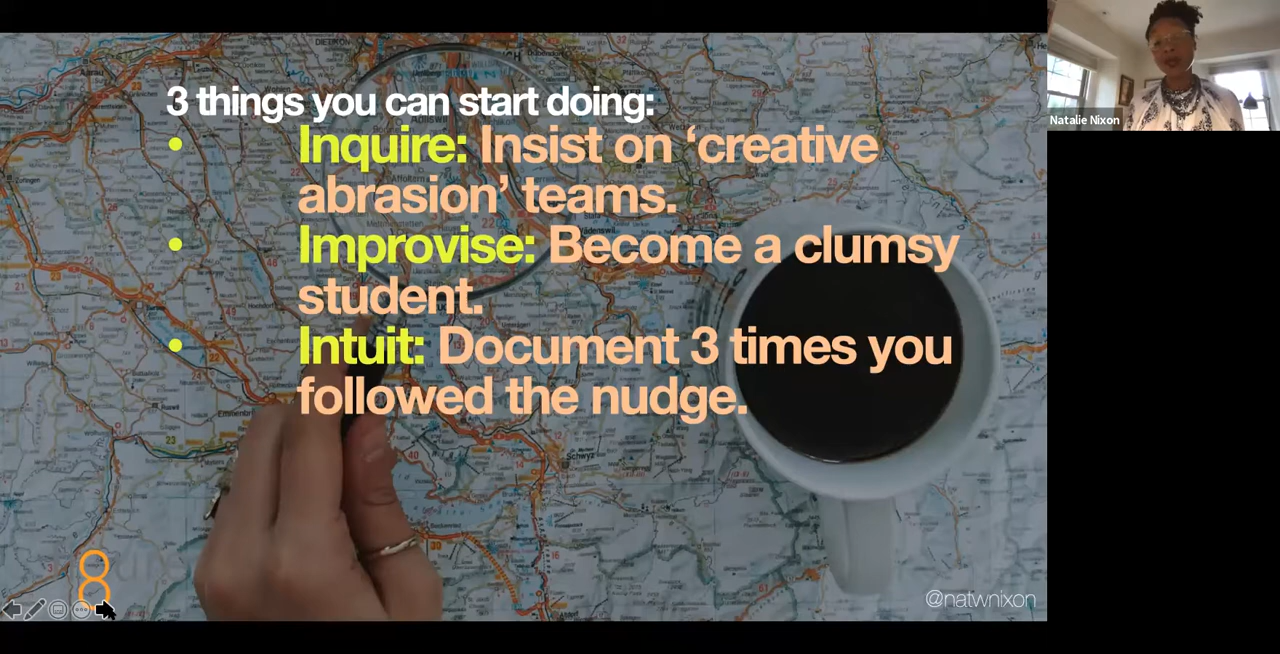 3 things you can start doing:
• Inquire: Insist on ‘creative
abrasion’ teams.
• Improvise: Become a clumsy
student.
• Intuit: Document 3 times you
followed the nudge.
@natwnixon
Natalie Nixon